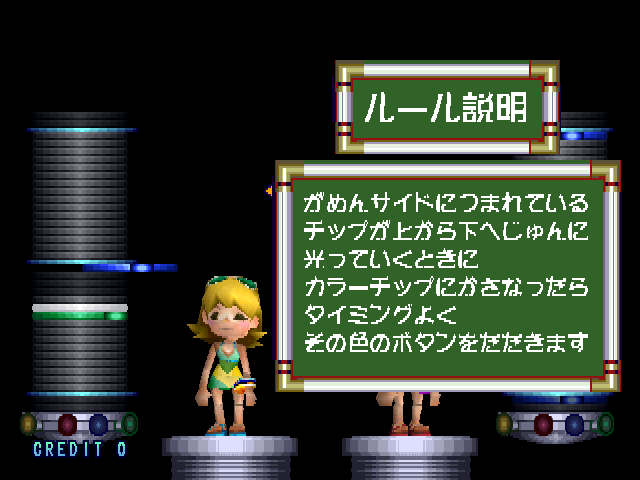 ルール説明
がめんサイドにつまれている
チップが上から下へじゅんに
光っていくときに
カラーチップにかさなったら
タイミングよく
その色のボタンをたたきます
CREDIT 0